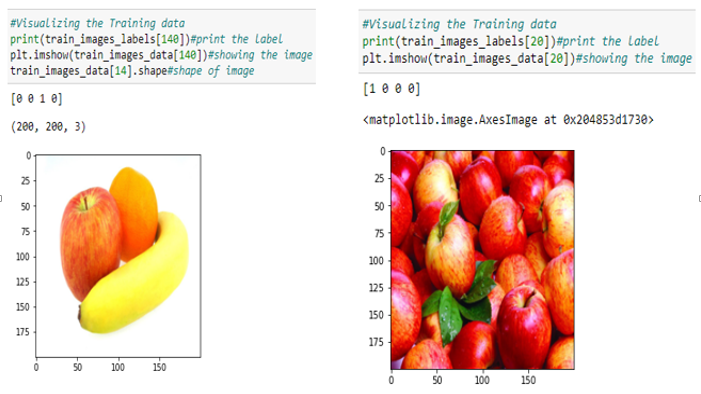 #Visualizing the Training data
print(train_images_labels[140])#print the label
plt.imshow(train_images_data[140])#showing the image
train_images_data[14].shape#shape of image
[0 0 1 0]
(200, 200, 3)
0
25
50
75
100
125
150
175
0 50 100 150
#Visualizing the Training data
print(train_images_labels[20])#print the label
plt.imshow(train_images_data[20])#showing the image
[1 0 0 0]
<matplotlib.image.AxesImage at 0x204853d1730>
0
25
50
75
100
125
150
175
0 50 100 150